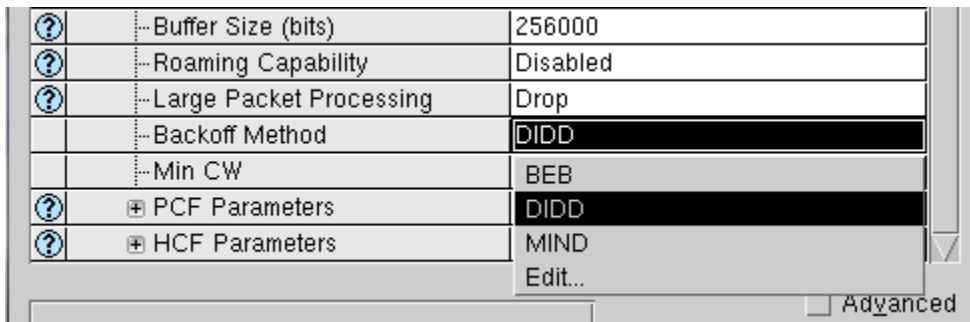 Buffer Size (bits) 256000
Roaming Capability Disabled
Large Packet Processing Drop
Backoff Method DIDD
Min CW BEB
PCF Parameters DIDD
HCF Parameters MIND
Edit...
Advanced